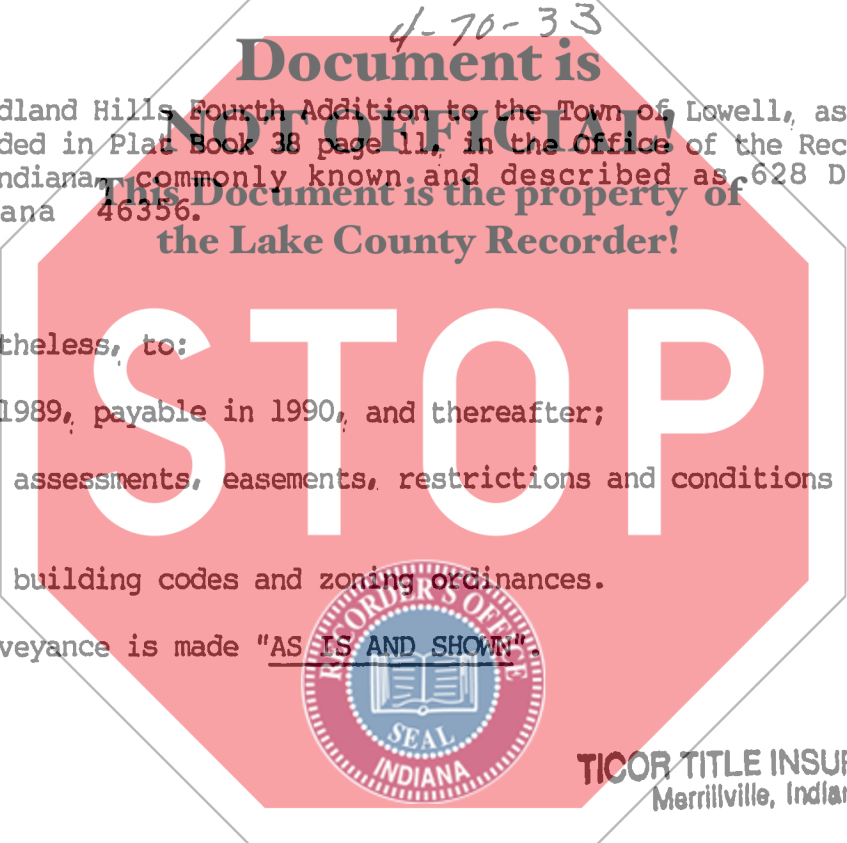 4-70-33
Document is
dland Hills Fourth Addition to the Town of Lowell, as
NOT OFFICIAL!
ded in Plat Book 38 page 11, in the Office of the Rec
ndiana, commonly known and described as 628 D
This Document is the property of
ana 46356.
the Lake County Recorder!
theless, to:
STOP
1989, payable in 1990, and thereafter;
assessments, easements, restrictions and conditions
building codes and zoning ordinances.
veyance is made "AS IS AND SHOWN".
RECORDER'S OFFICE
SEAL
INDIANA
TICOR TITLE INSUR
Merrillville, Indian